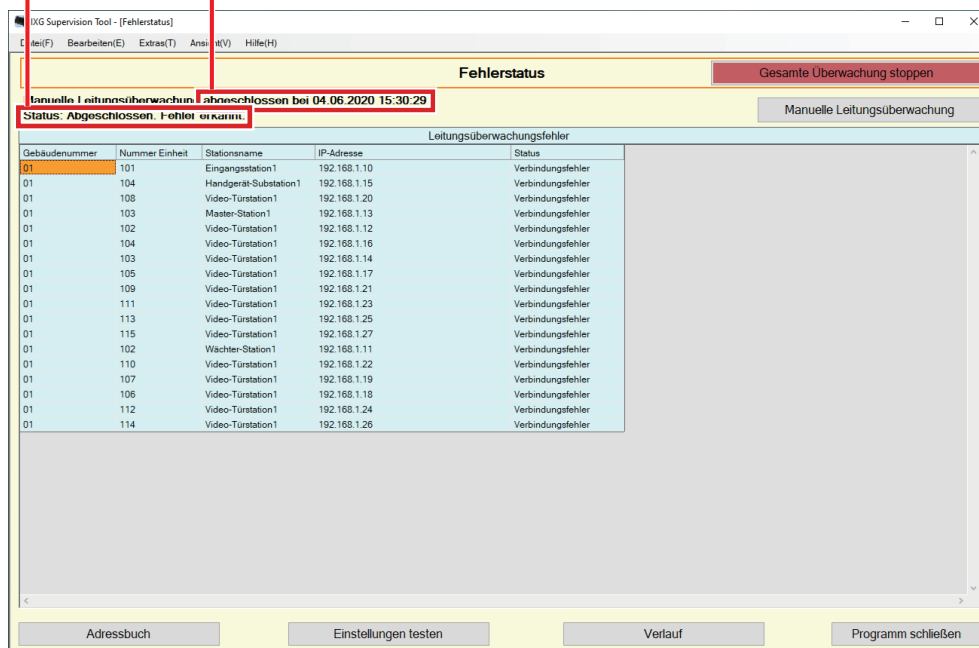 IXG Supervision Tool - [Fehlerstatus]
Datei(F) Bearbeiten(E) Extras(T) Ansicht(V) Hilfe(H)
Fehlerstatus
Gesamte Überwachung stoppen
Manuelle Leitungsüberwachung abgeschlossen bei 04.06.2020 15:30:29
Status: Abgeschlossen. Fehler erkannt.
Manuelle Leitungsüberwachung
Leitungsüberwachungsfehler
Gebäudenummer Nummer Einheit Stationsname IP-Adresse Status
01 101 Eingangsstation1 192.168.1.10 Verbindungsfehler
01 104 Handgerät-Substation1 192.168.1.15 Verbindungsfehler
01 108 Video-Türstation1 192.168.1.20 Verbindungsfehler
01 103 Master-Station1 192.168.1.13 Verbindungsfehler
01 102 Video-Türstation1 192.168.1.12 Verbindungsfehler
01 104 Video-Türstation1 192.168.1.16 Verbindungsfehler
01 103 Video-Türstation1 192.168.1.14 Verbindungsfehler
01 105 Video-Türstation1 192.168.1.17 Verbindungsfehler
01 109 Video-Türstation1 192.168.1.21 Verbindungsfehler
01 111 Video-Türstation1 192.168.1.23 Verbindungsfehler
01 113 Video-Türstation1 192.168.1.25 Verbindungsfehler
01 115 Video-Türstation1 192.168.1.27 Verbindungsfehler
01 102 Wächter-Station1 192.168.1.11 Verbindungsfehler
01 110 Video-Türstation1 192.168.1.22 Verbindungsfehler
01 107 Video-Türstation1 192.168.1.19 Verbindungsfehler
01 106 Video-Türstation1 192.168.1.18 Verbindungsfehler
01 112 Video-Türstation1 192.168.1.24 Verbindungsfehler
01 114 Video-Türstation1 192.168.1.26 Verbindungsfehler
Adressbuch Einstellungen testen Verlauf Programm schließen